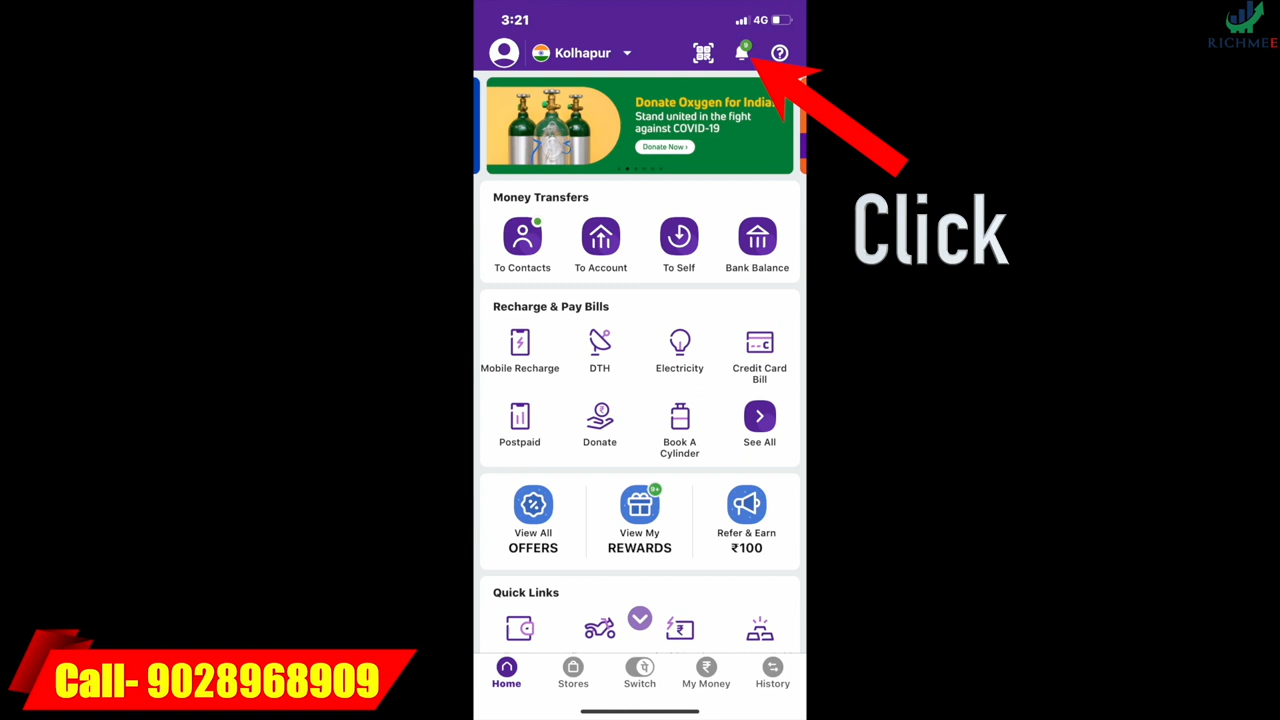 3:21
4G
RICHMEE
Kolhapur
9
Donate Oxygen for India!
Stand united in the fight
against COVID-19
Donate Now ›
Click
Money Transfers
To Contacts
To Account
To Self
Bank Balance
Recharge & Pay Bills
Mobile Recharge
DTH
Electricity
Credit Card
Bill
Postpaid
Donate
Book A
Cylinder
See All
9+
View All
OFFERS
View My
REWARDS
Refer & Earn
₹100
Quick Links
Call- 9028968909
Home
Stores
Switch
My Money
History